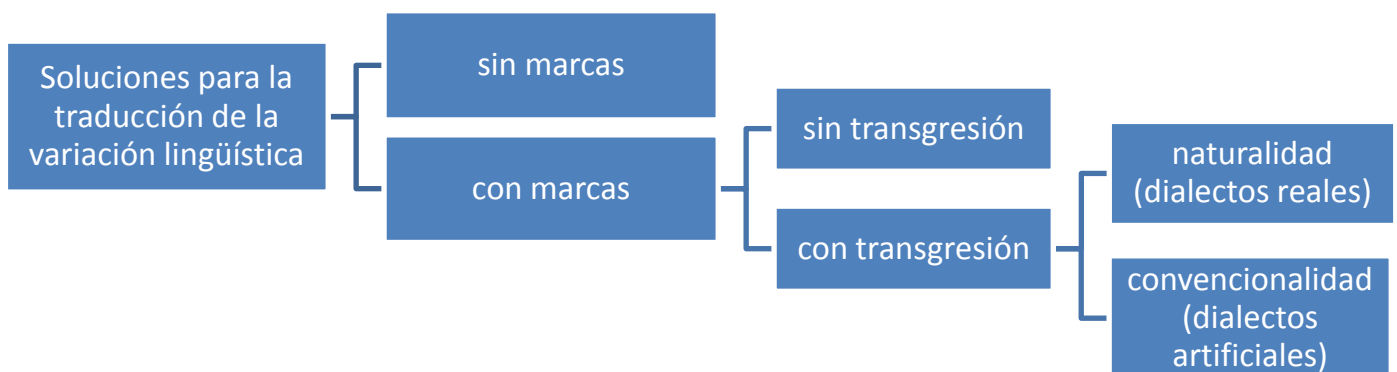 Soluciones para la
traducción de la
variación lingüística
sin marcas
con marcas
sin transgresión
con transgresión
naturalidad
(dialectos reales)
convencionalidad
(dialectos
artificiales)